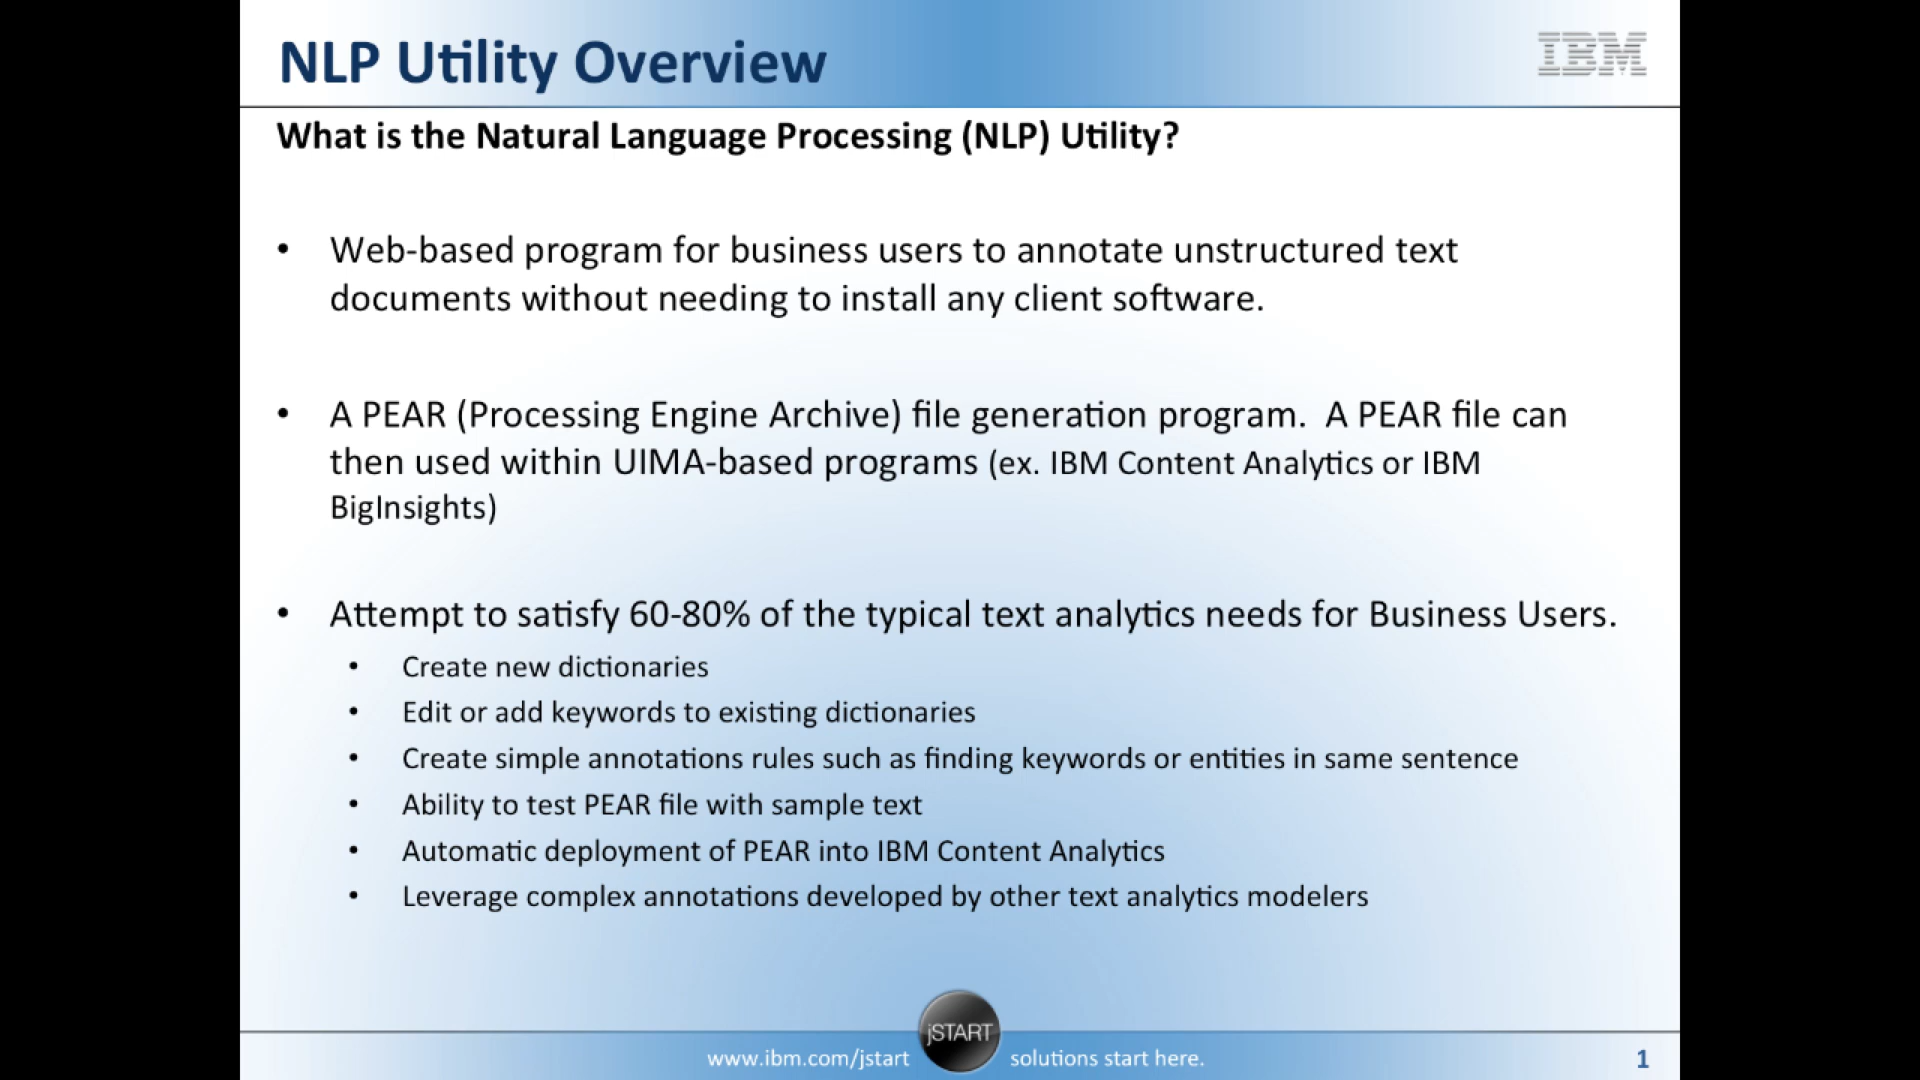 NLP Utility Overview
IBM
What is the Natural Language Processing (NLP) Utility?
• Web-based program for business users to annotate unstructured text
documents without needing to install any client software.
• A PEAR (Processing Engine Archive) file generation program.  A PEAR file can
then used within UIMA-based programs (ex. IBM Content Analytics or IBM
BigInsights)
• Attempt to satisfy 60-80% of the typical text analytics needs for Business Users.
• Create new dictionaries
• Edit or add keywords to existing dictionaries
• Create simple annotations rules such as finding keywords or entities in same sentence
• Ability to test PEAR file with sample text
• Automatic deployment of PEAR into IBM Content Analytics
• Leverage complex annotations developed by other text analytics modelers
www.ibm.com/jstart jSTART solutions start here. 1